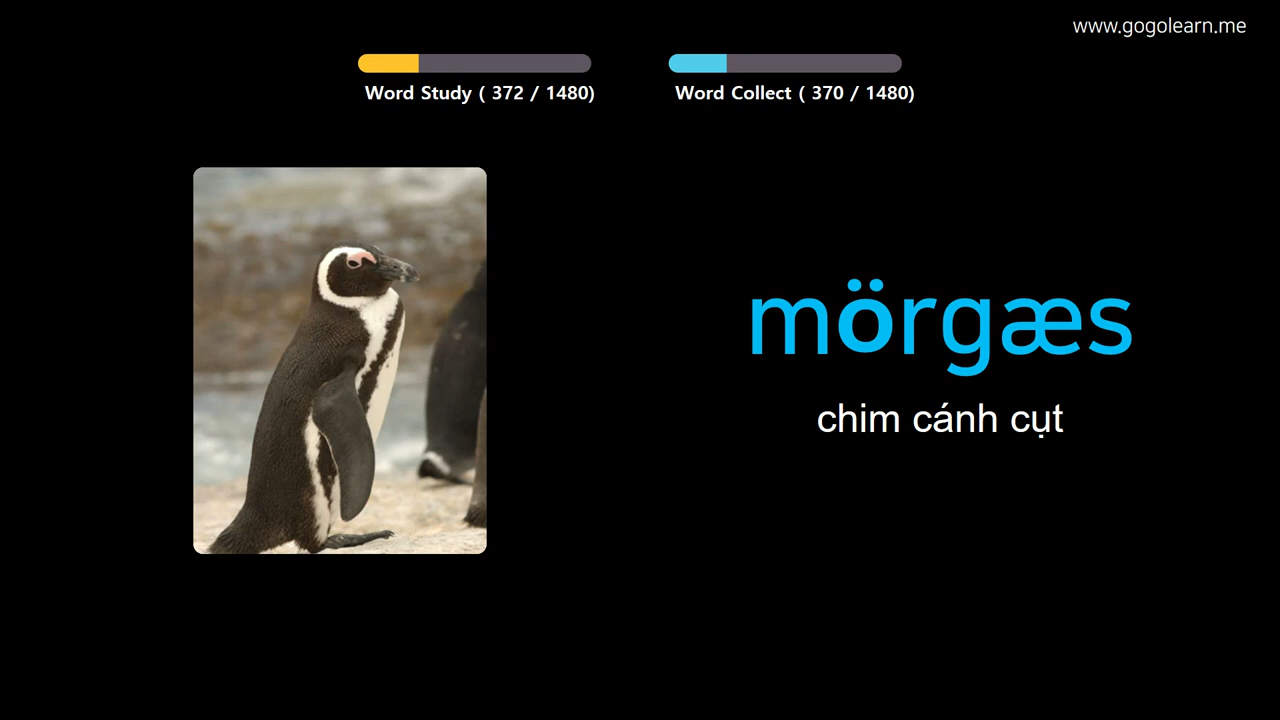 www.gogolearn.me
Word Study ( 372 / 1480)
Word Collect ( 370 / 1480)
mörgæs
chim cánh cụt